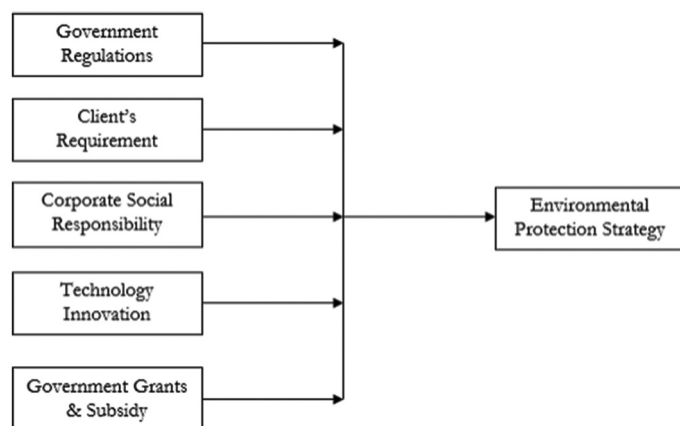 Government
Regulations
Client's
Requirement
Corporate Social
Responsibility
Technology
Innovation
Government Grants
& Subsidy
Environmental
Protection Strategy